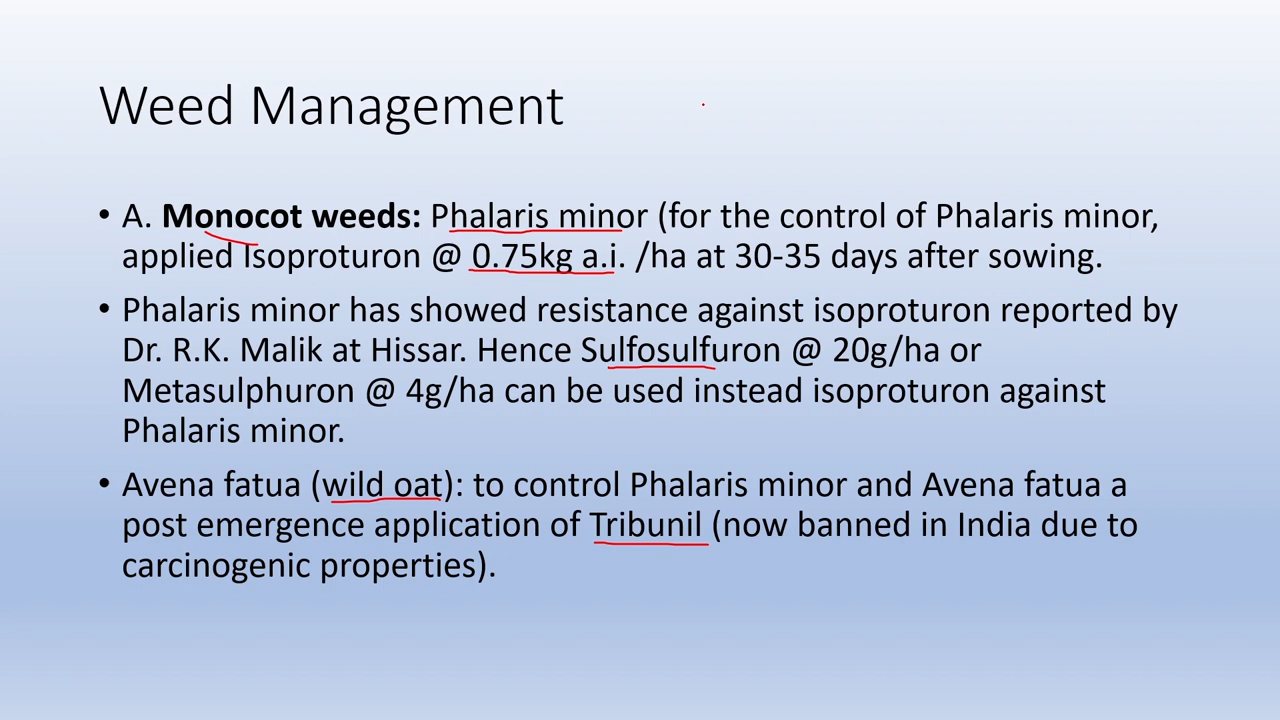 Weed Management
• A. Monocot weeds: Phalaris minor (for the control of Phalaris minor,
applied Isoproturon @ 0.75kg a.i. /ha at 30-35 days after sowing.
• Phalaris minor has showed resistance against isoproturon reported by
Dr. R.K. Malik at Hissar. Hence Sulfosulfuron @ 20g/ha or
Metasulphuron @ 4g/ha can be used instead isoproturon against
Phalaris minor.
• Avena fatua (wild oat): to control Phalaris minor and Avena fatua a
post emergence application of Tribunil (now banned in India due to
carcinogenic properties).